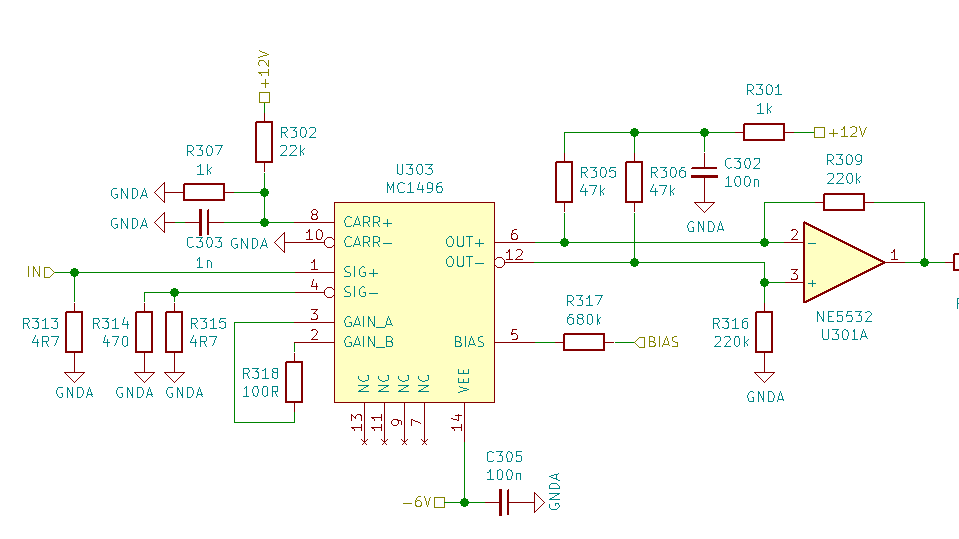 +12V
R302
22k
R307
1k
GNDA
GNDA
C303
1n
GNDA
IN
R313
4R7
GNDA
R314
470
GNDA
R315
4R7
GNDA
R318
100R
U303
MC1496
8
CARR+
10
CARR-
1
SIG+
4
SIG-
3
GAIN_A
2
GAIN_B
OUT+
6
OUT-
12
BIAS
5
NC
NC
NC
NC
VEE
13
11
9
7
14
-6V
C305
100n
GNDA
R317
680k
BIAS
R305
47k
R306
47k
C302
100n
GNDA
R301
1k
+12V
R309
220k
2
-
3
+
1
NE5532
U301A
R316
220k
GNDA